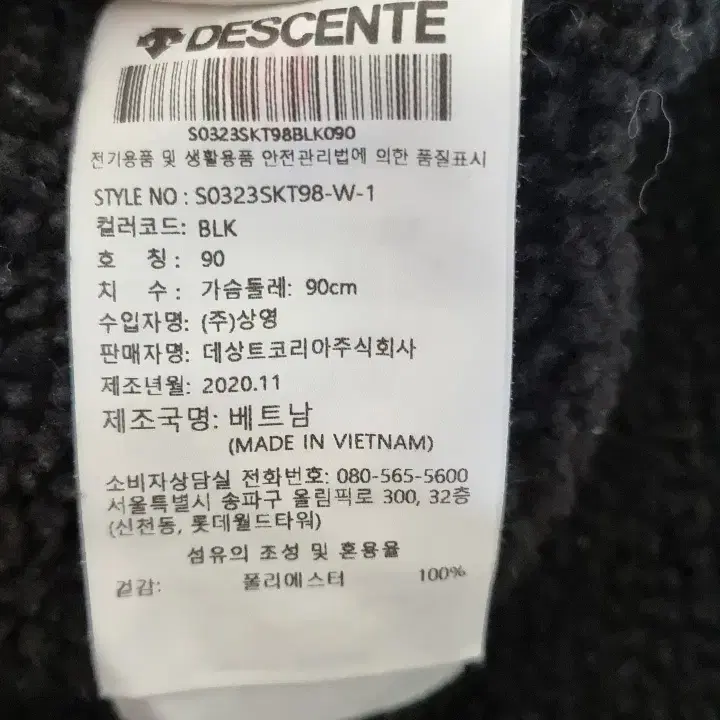 DESCENTE
S0323SKT98BLK090
전기용품 및 생활용품 안전관리법에 의한 품질표시
STYLE NO : S0323SKT98-W-1
컬러코드: BLK
호 칭 : 90
치 수 : 가슴둘레: 90cm
수입자명: (주)상영
판매자명: 데상트코리아주식회사
제조년월: 2020.11
제조국명: 베트남
(MADE IN VIETNAM)
소비자상담실 전화번호: 080-565-5600
서울특별시 송파구 올림픽로 300, 32층
(신천동, 롯데월드타워)
섬유의 조성 및 혼용율
겉감: 폴리에스터 100%